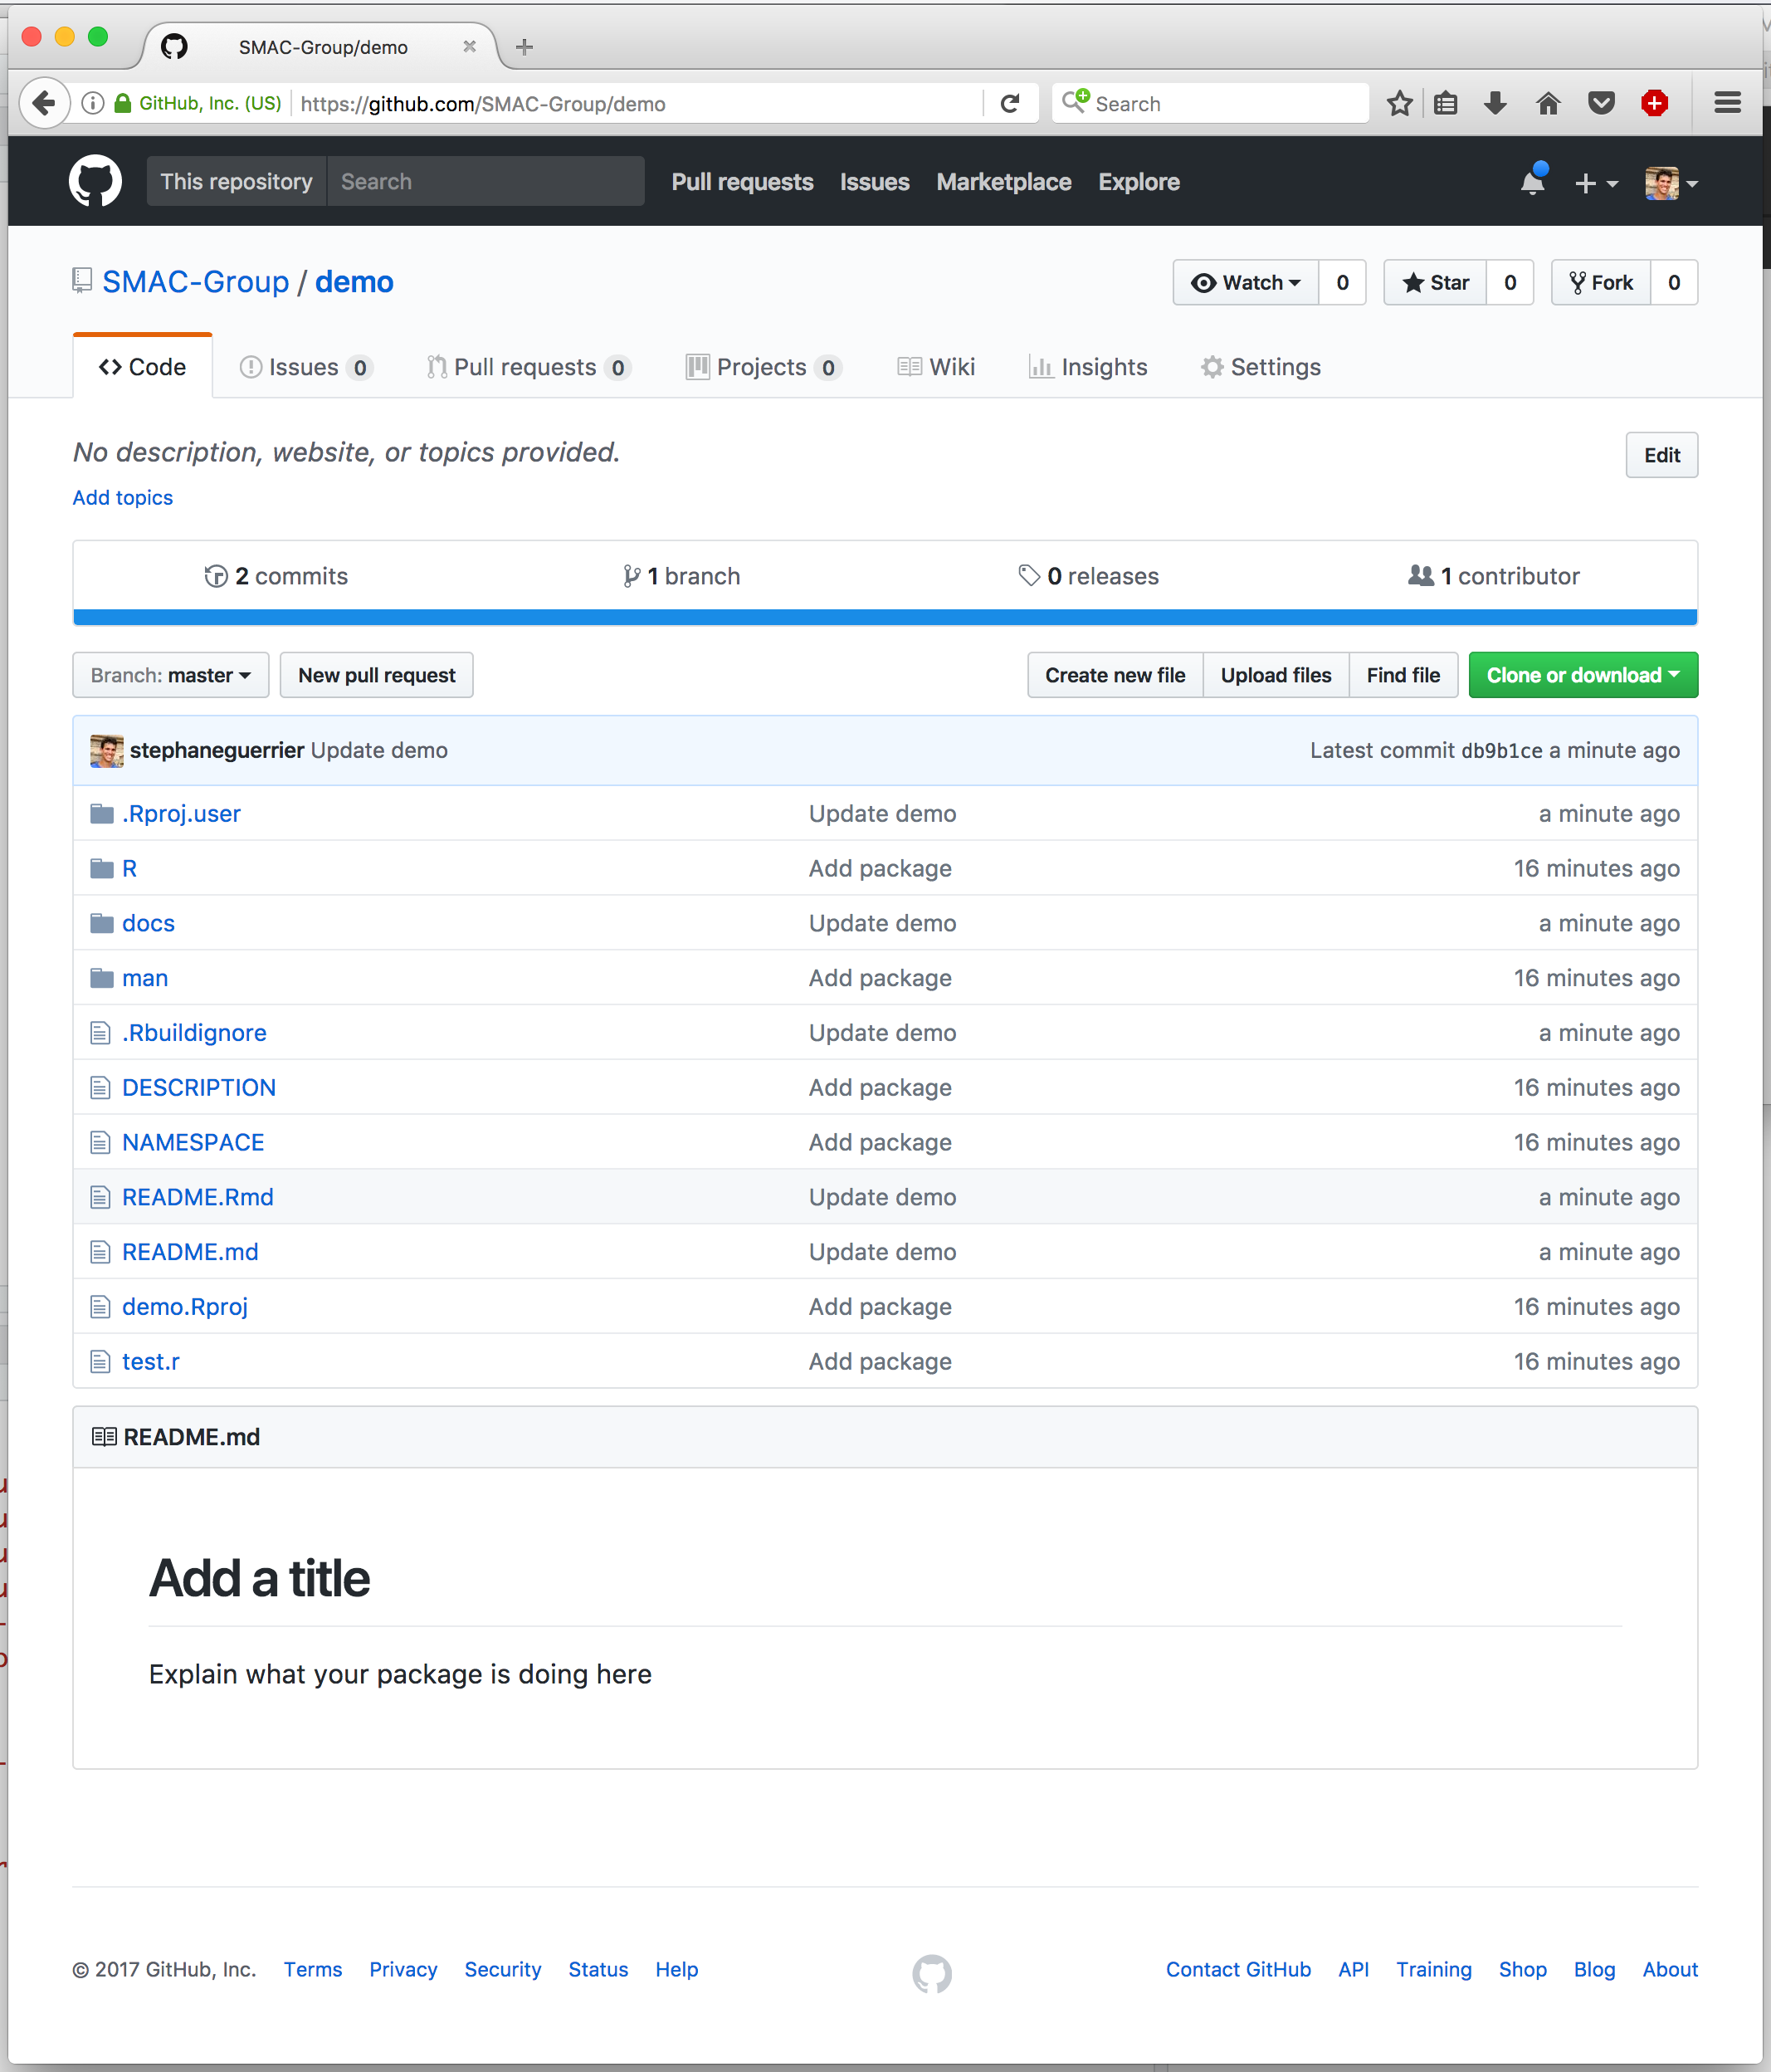 SMAC-Group/demo
GitHub, Inc. (US) https://github.com/SMAC-Group/demo Search
This repository Search Pull requests Issues Marketplace Explore
SMAC-Group / demo Watch 0 Star 0 Fork 0
Code Issues 0 Pull requests 0 Projects 0 Wiki Insights Settings
No description, website, or topics provided. Edit
Add topics
2 commits 1 branch 0 releases 1 contributor
Branch: master New pull request Create new file Upload files Find file Clone or download
stephaneguerrier Update demo Latest commit db9b1ce a minute ago
.Rproj.user Update demo a minute ago
R Add package 16 minutes ago
docs Update demo a minute ago
man Add package 16 minutes ago
.Rbuildignore Update demo a minute ago
DESCRIPTION Add package 16 minutes ago
NAMESPACE Add package 16 minutes ago
README.Rmd Update demo a minute ago
README.md Update demo a minute ago
demo.Rproj Add package 16 minutes ago
test.r Add package 16 minutes ago
README.md
Add a title
Explain what your package is doing here
© 2017 GitHub, Inc. Terms Privacy Security Status Help Contact GitHub API Training Shop Blog About